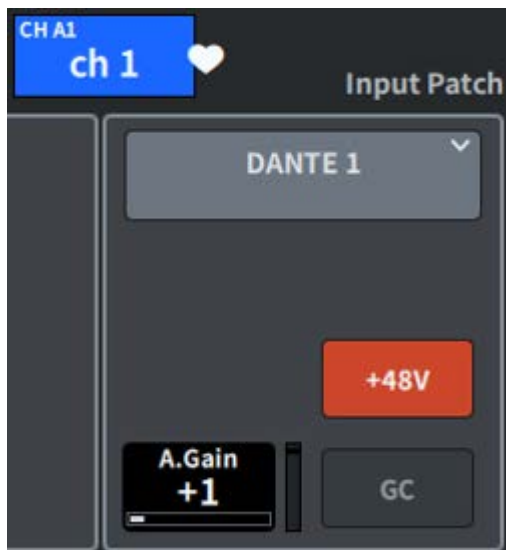 CH A1
ch 1
Input Patch
DANTE 1
+48V
A.Gain
+1
GC